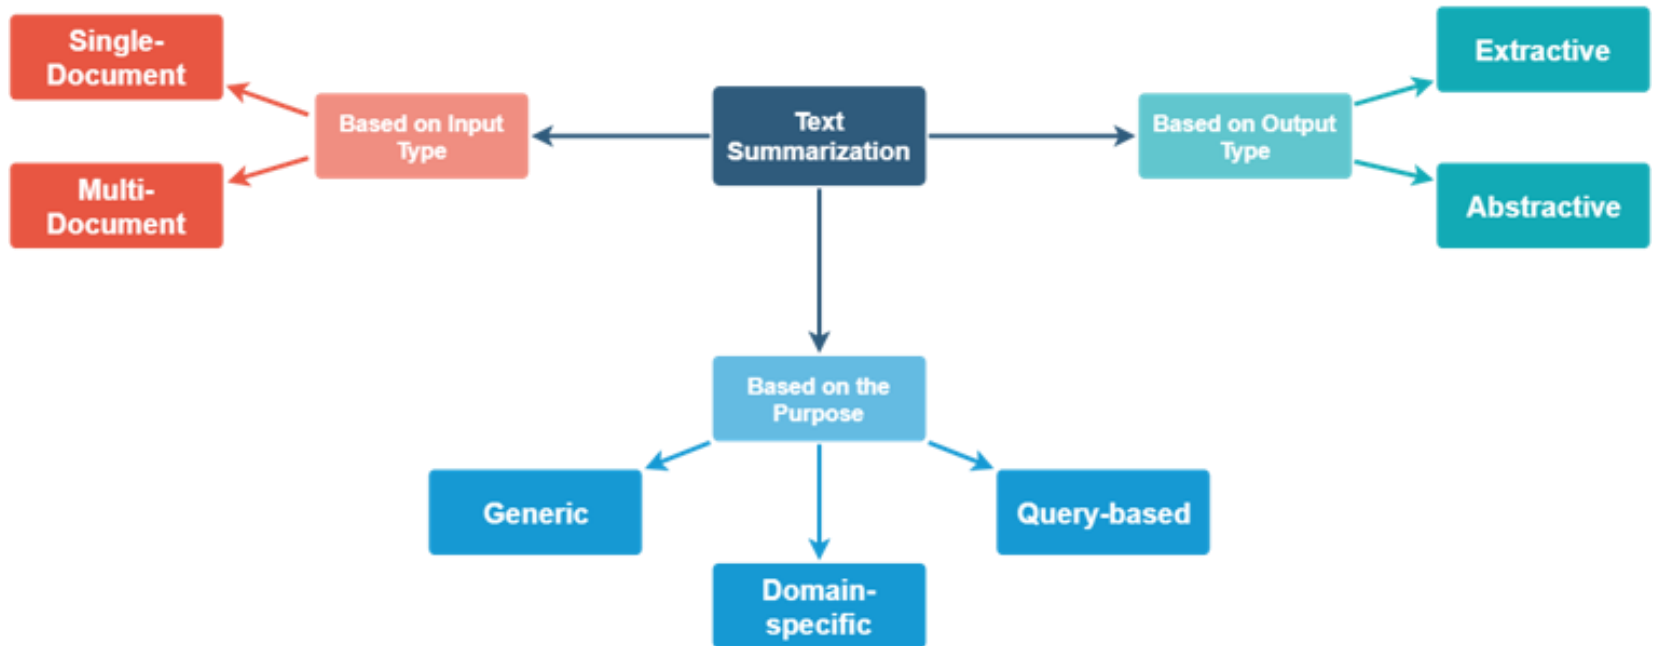 Single-
Document
Multi-
Document
Based on Input
Type
Text
Summarization
Based on Output
Type
Extractive
Abstractive
Based on the
Purpose
Generic
Domain-
specific
Query-based